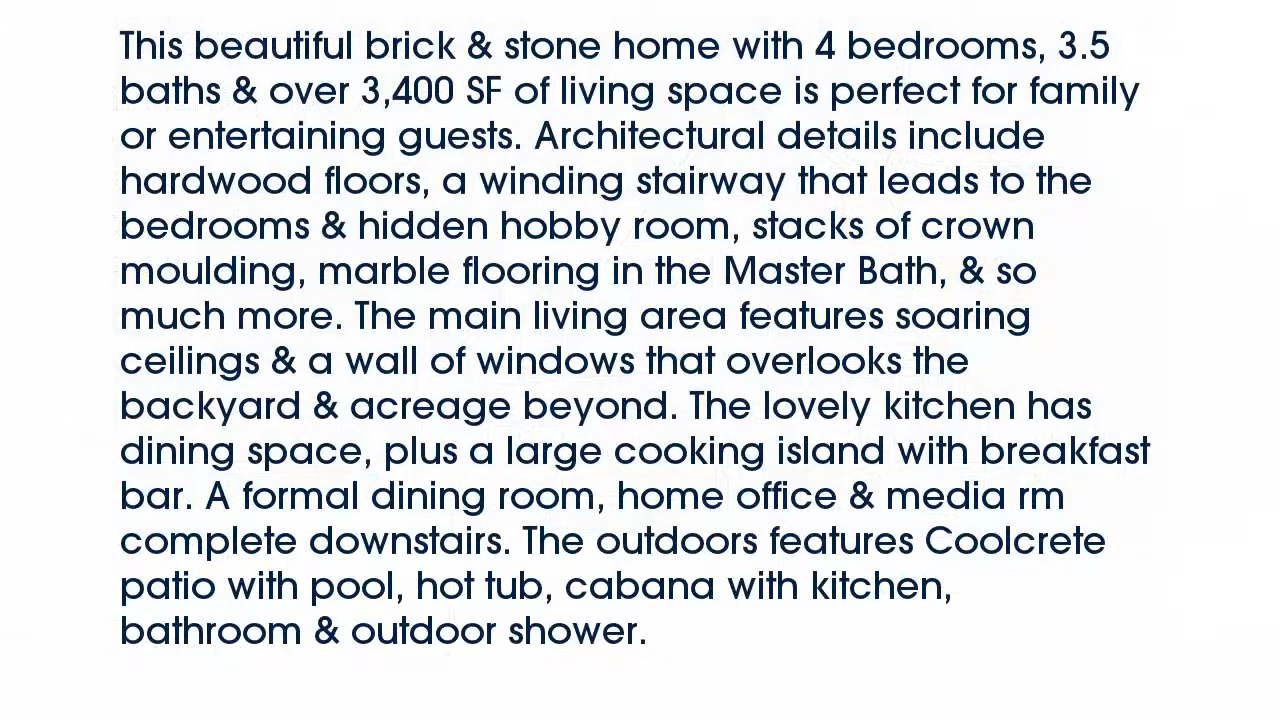 This beautiful brick & stone home with 4 bedrooms, 3.5
baths & over 3,400 SF of living space is perfect for family
or entertaining guests. Architectural details include
hardwood floors, a winding stairway that leads to the
bedrooms & hidden hobby room, stacks of crown
moulding, marble flooring in the Master Bath, & so
much more. The main living area features soaring
ceilings & a wall of windows that overlooks the
backyard & acreage beyond. The lovely kitchen has
dining space, plus a large cooking island with breakfast
bar. A formal dining room, home office & media rm
complete downstairs. The outdoors features Coolcrete
patio with pool, hot tub, cabana with kitchen,
bathroom & outdoor shower.